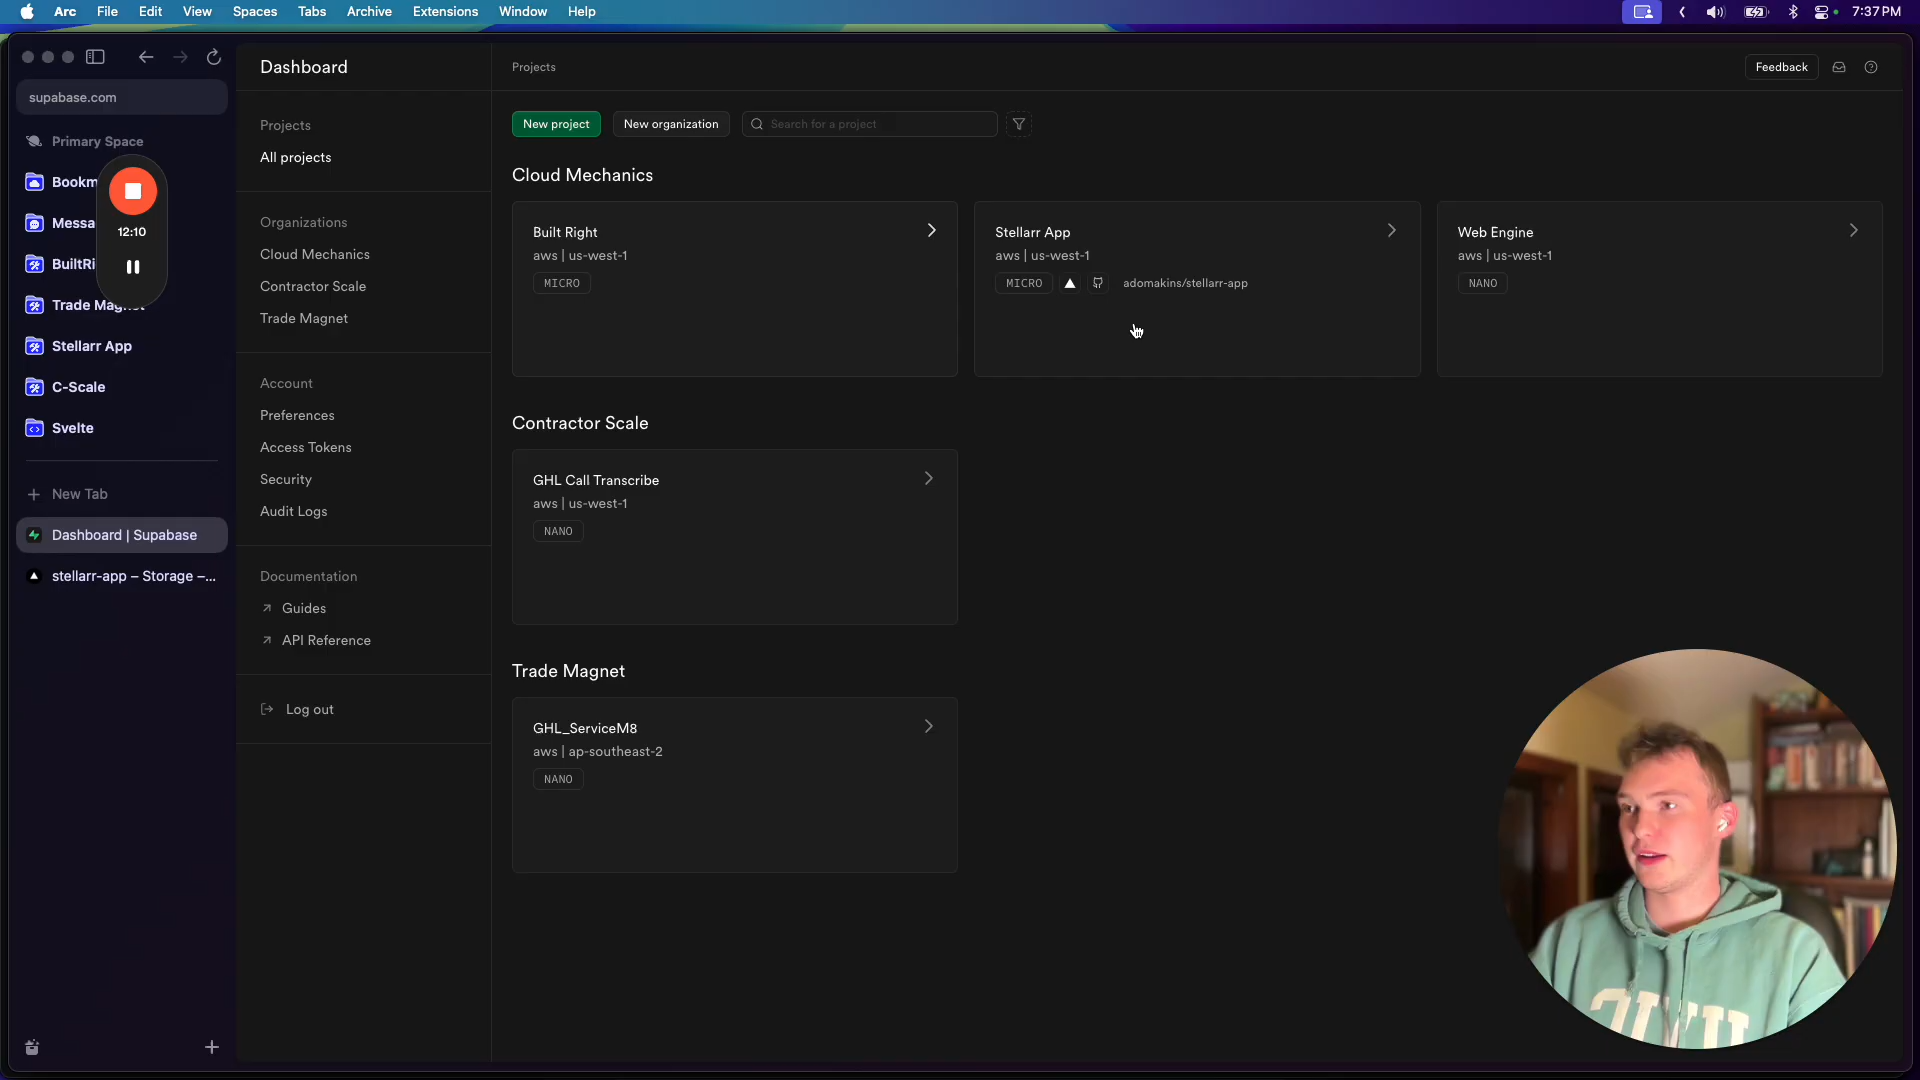 Arc File Edit View Spaces Tabs Archive Extensions Window Help 7:37 PM
supabase.com
Primary Space
Bookm
Messa
BuiltRi
Trade Magnet
Stellarr App
C-Scale
Svelte
12:10
New Tab
Dashboard | Supabase
stellarr-app – Storage –...
Dashboard
Projects
All projects
Organizations
Cloud Mechanics
Contractor Scale
Trade Magnet
Account
Preferences
Access Tokens
Security
Audit Logs
Documentation
Guides
API Reference
Log out
Projects
Feedback
New project
New organization
Search for a project
Cloud Mechanics
Built Right
aws | us-west-1
MICRO
Stellarr App
aws | us-west-1
MICRO adomakins/stellarr-app
Web Engine
aws | us-west-1
NANO
Contractor Scale
GHL Call Transcribe
aws | us-west-1
NANO
Trade Magnet
GHL_ServiceM8
aws | ap-southeast-2
NANO